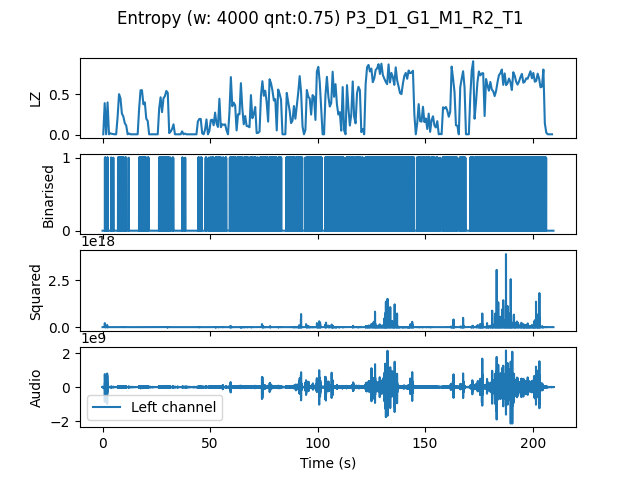 Entropy (w: 4000 qnt:0.75) P3_D1_G1_M1_R2_T1
LZ
0.5
0.0
Binarised
1
0
1e18
Squared
2.5
0.0
1e9
Audio
2
0
−2
Left channel
0
50
100
150
200
Time (s)